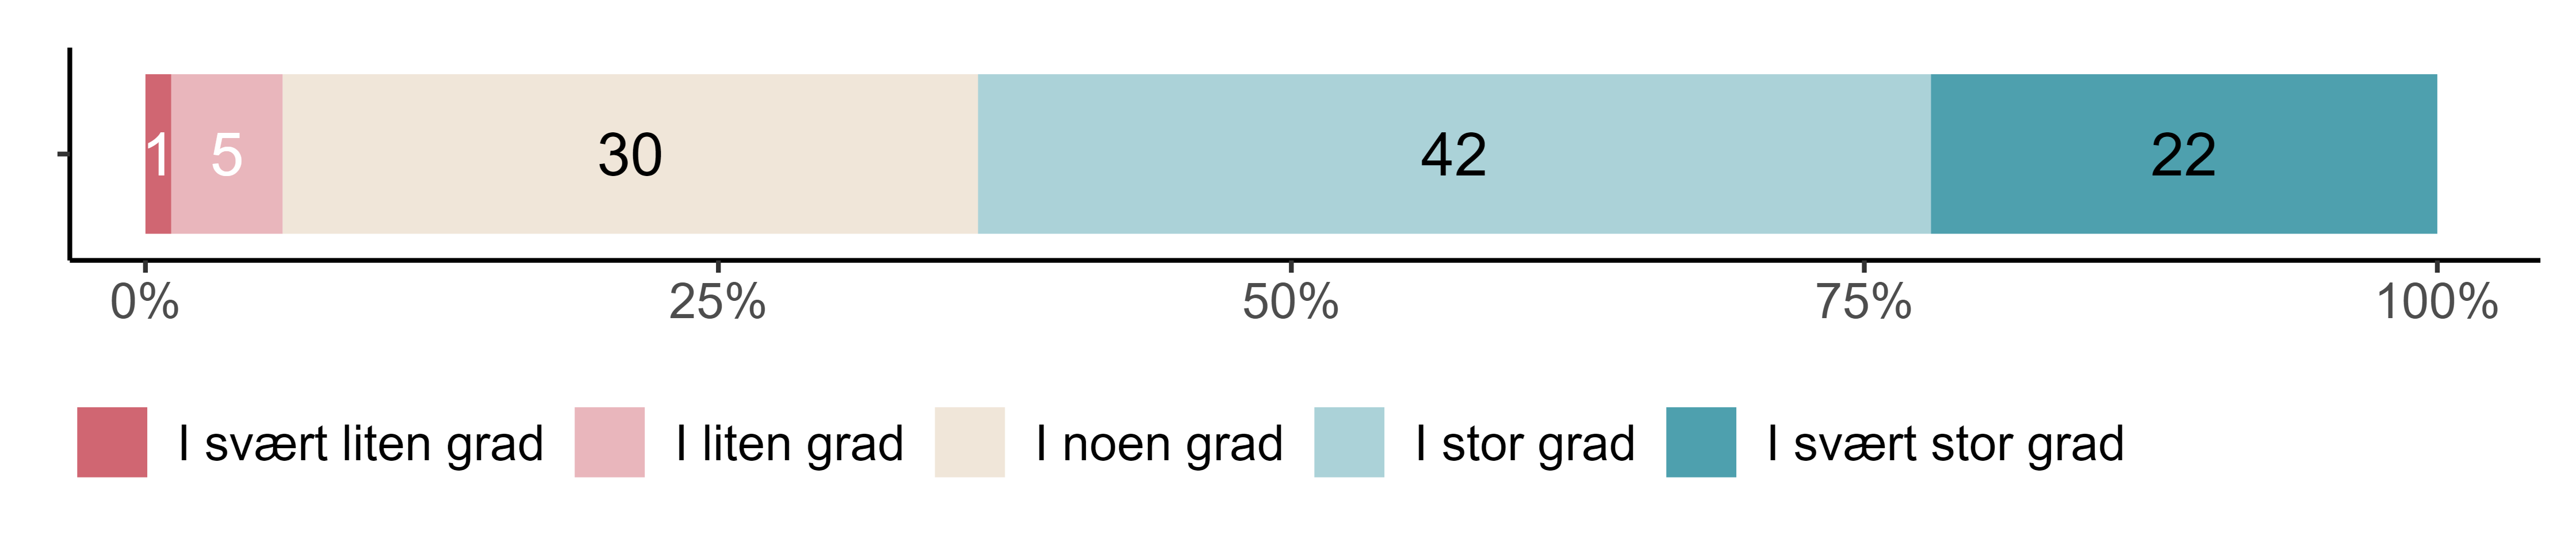 1 5 30 42 22
0% 25% 50% 75% 100%
I svært liten grad I liten grad I noen grad I stor grad I svært stor grad